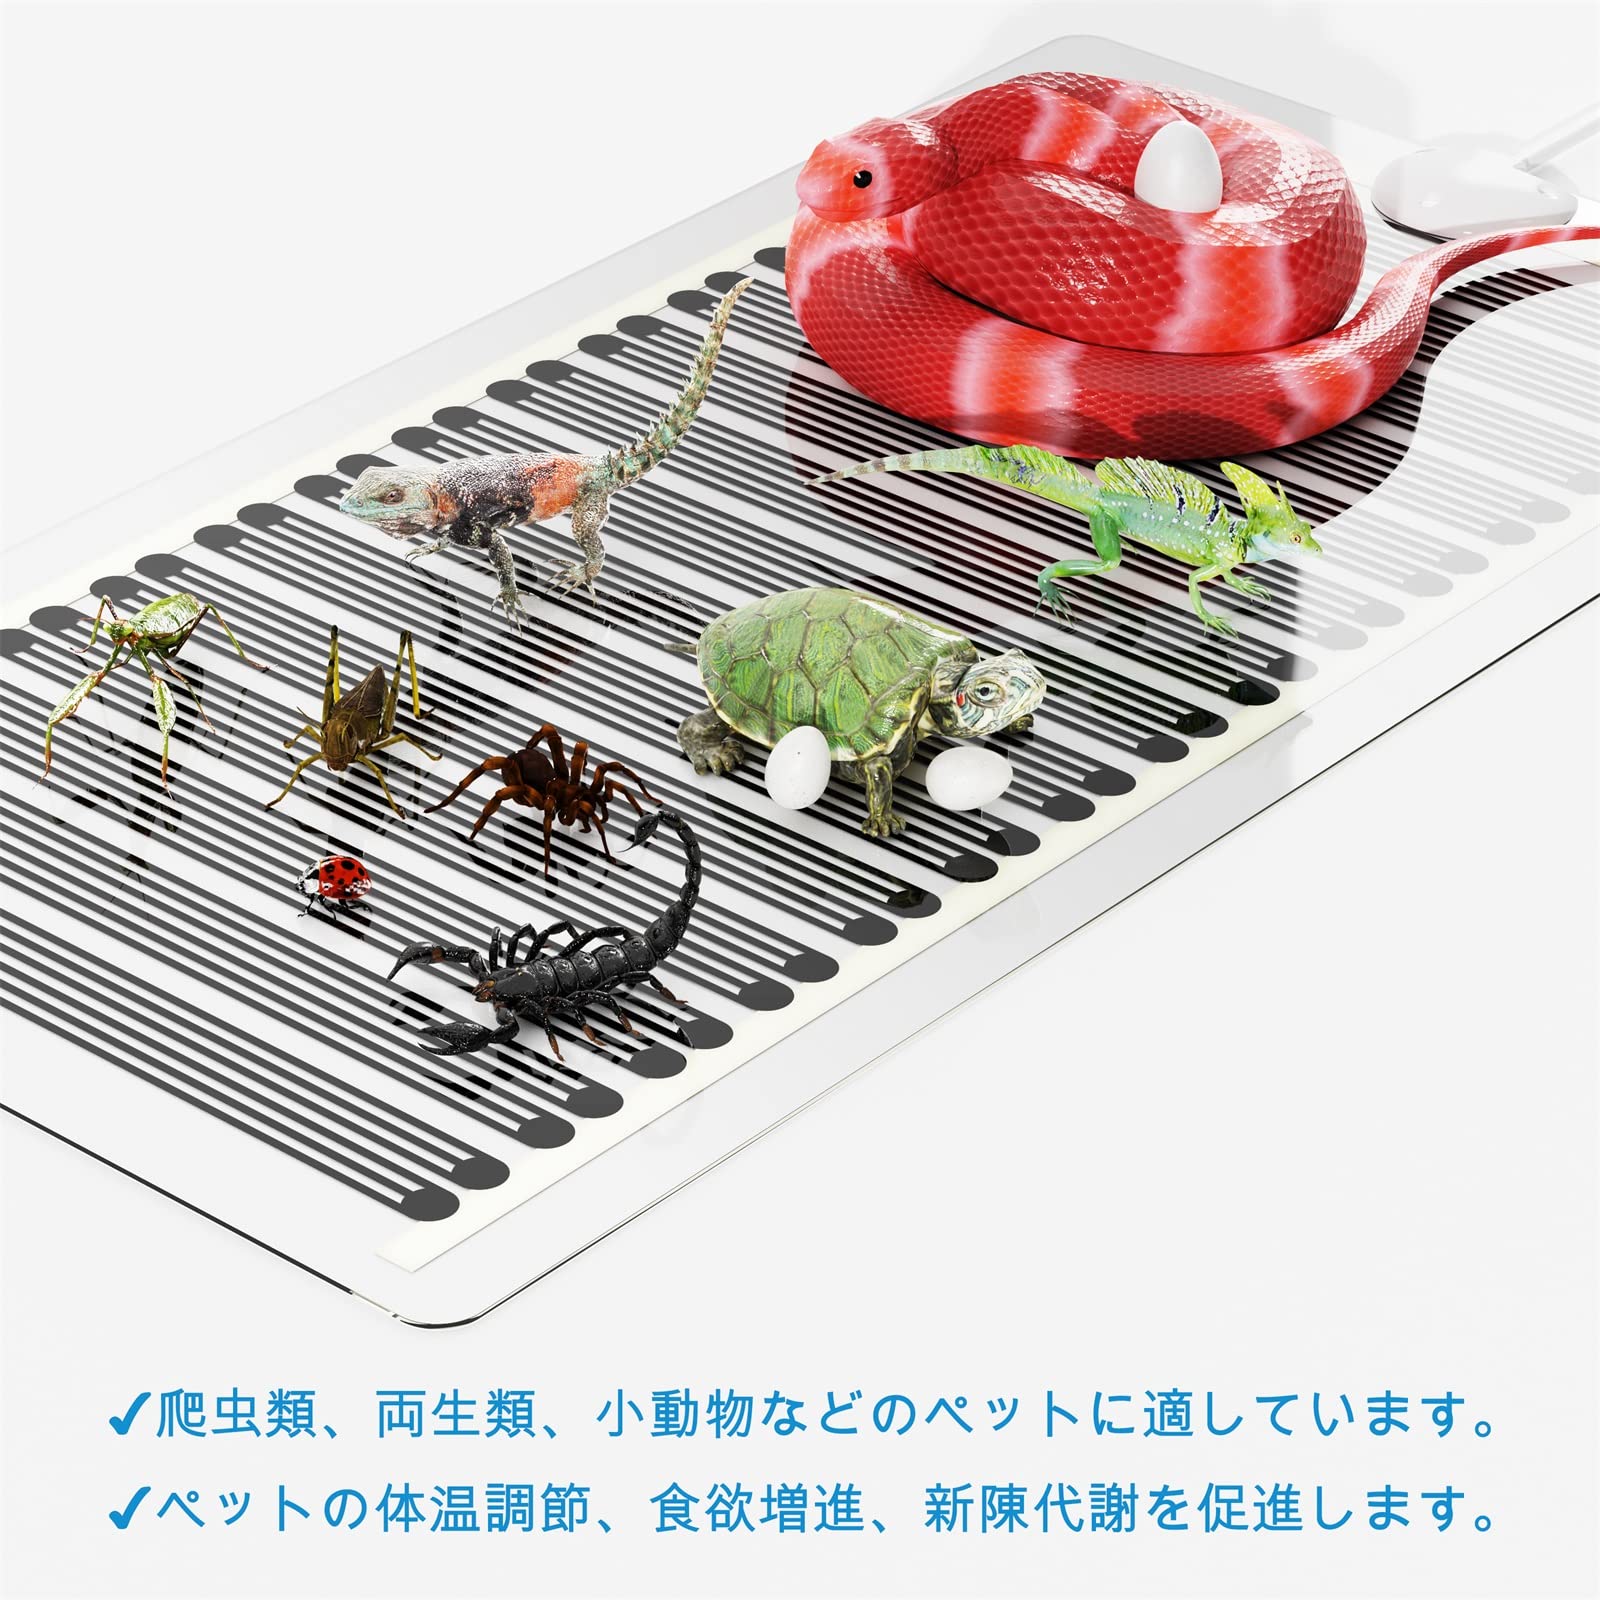 ✓爬虫類、両生類、小動物などのペットに適しています。
✓ペットの体温調節、食欲増進、新陳代謝を促進します。